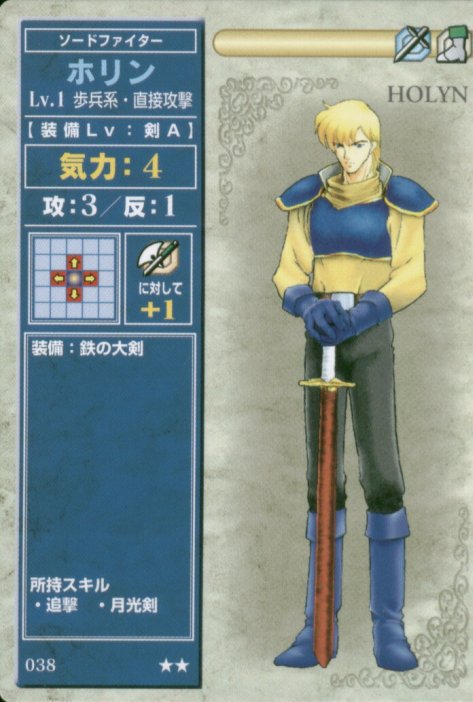 ソードファイター
ホリン
Lv.1 歩兵系・直接攻撃
【装備Lv：剣A】
気力：4
攻：3／反：1
に対して
+1
装備：鉄の大剣
所持スキル
・追撃 ・月光剣
038 ★★
HOLYN